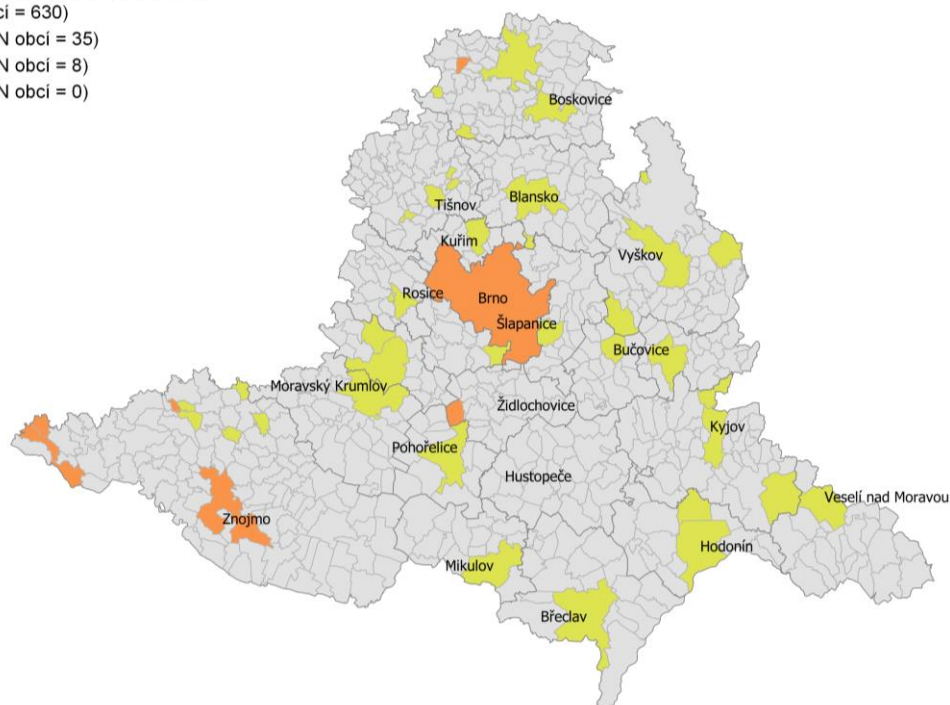 cí = 630)
N obcí = 35)
N obcí = 8)
N obcí = 0)
Boskovice
Blansko
Tišnov
Kuřim
Vyškov
Rosice
Brno
Šlapanice
Bučovice
Moravský Krumlov
Židlochovice
Kyjov
Pohořelice
Hustopeče
Veselí nad Moravou
Znojmo
Hodonín
Mikulov
Břeclav